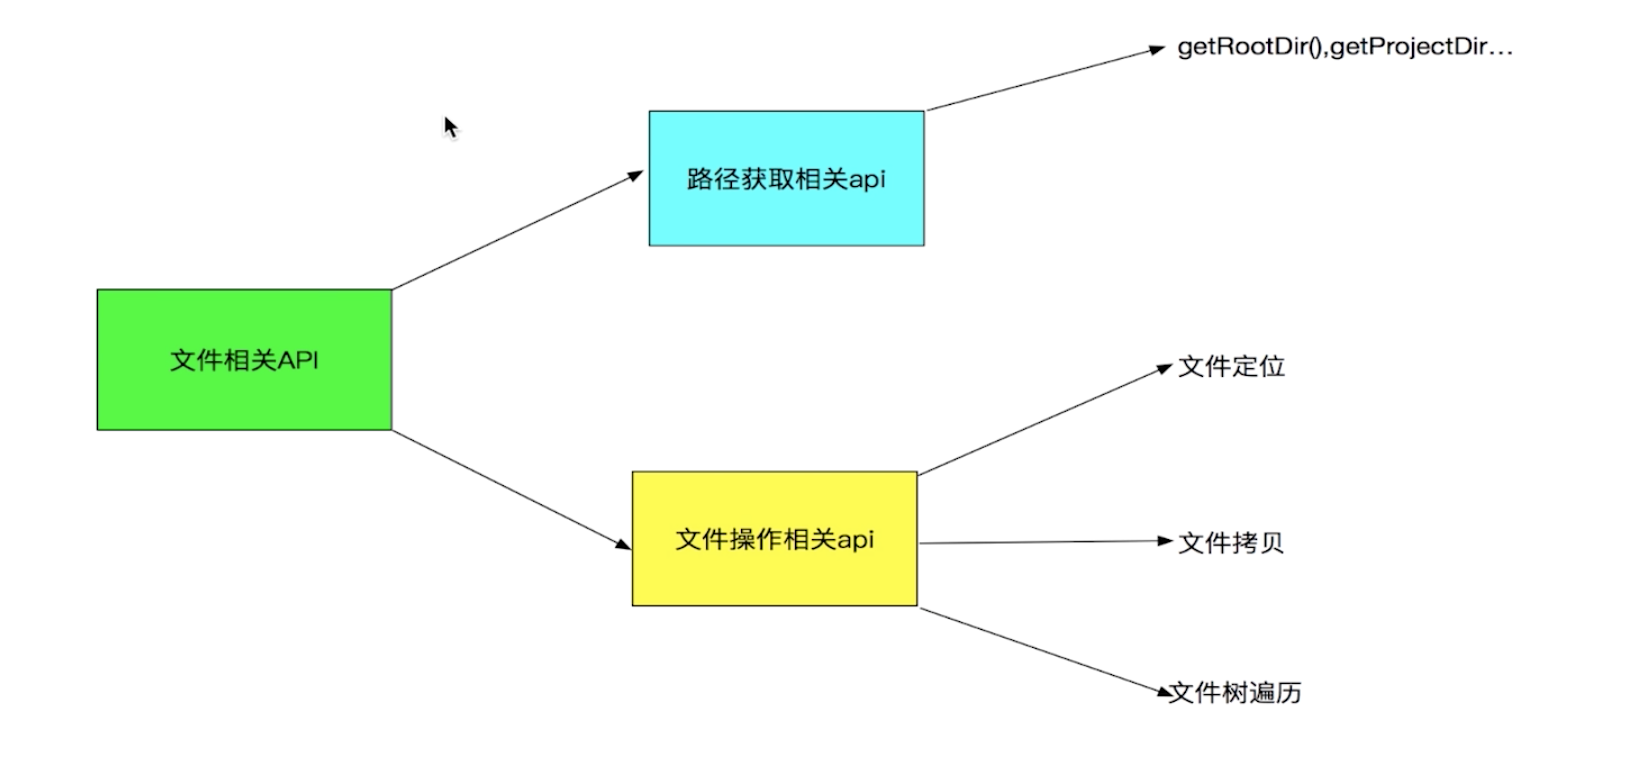 getRootDir(),getProjectDir...
路径获取相关api
文件相关API
文件定位
文件操作相关api
文件拷贝
文件树遍历